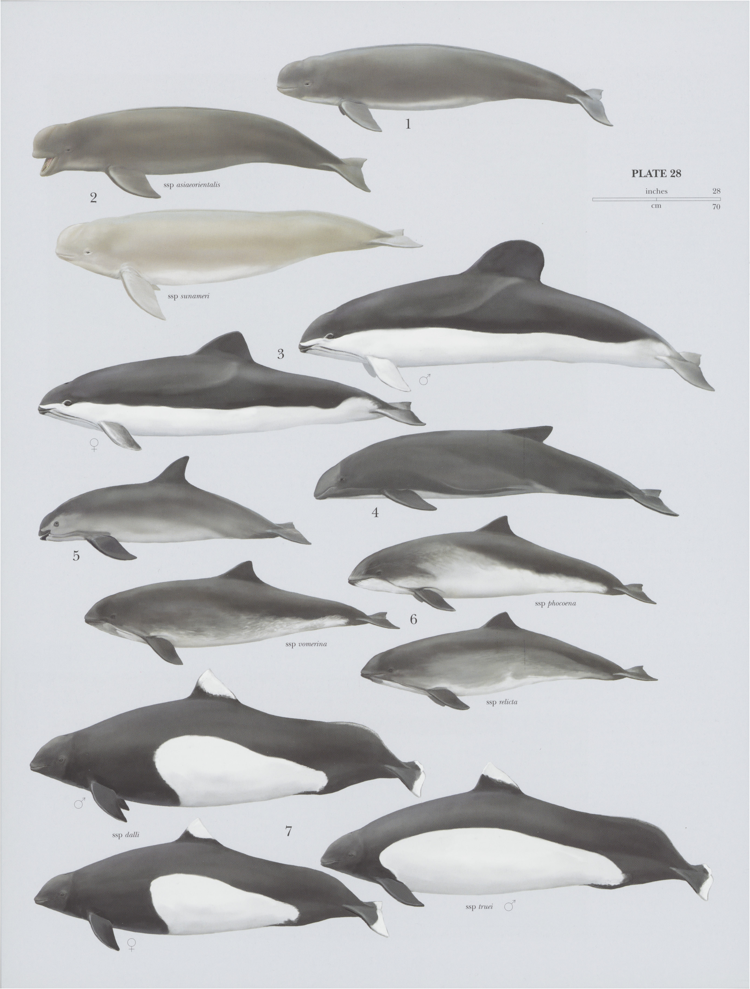 1
ssp asiaeorientalis
2
PLATE 28
inches 28
cm 70
ssp sunameri
3
♂
♀
4
5
ssp phocoena
6
ssp vomerina
ssp relicta
♂
ssp dalli
7
ssp truei ♂
♀